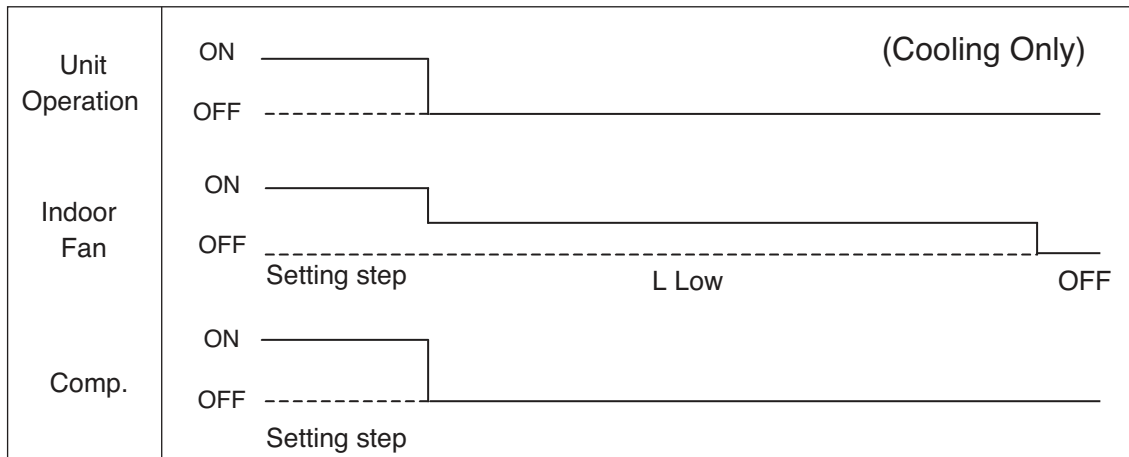 (Cooling Only)
Unit
Operation
ON
OFF
Indoor
Fan
ON
OFF
Setting step
L Low
OFF
Comp.
ON
OFF
Setting step